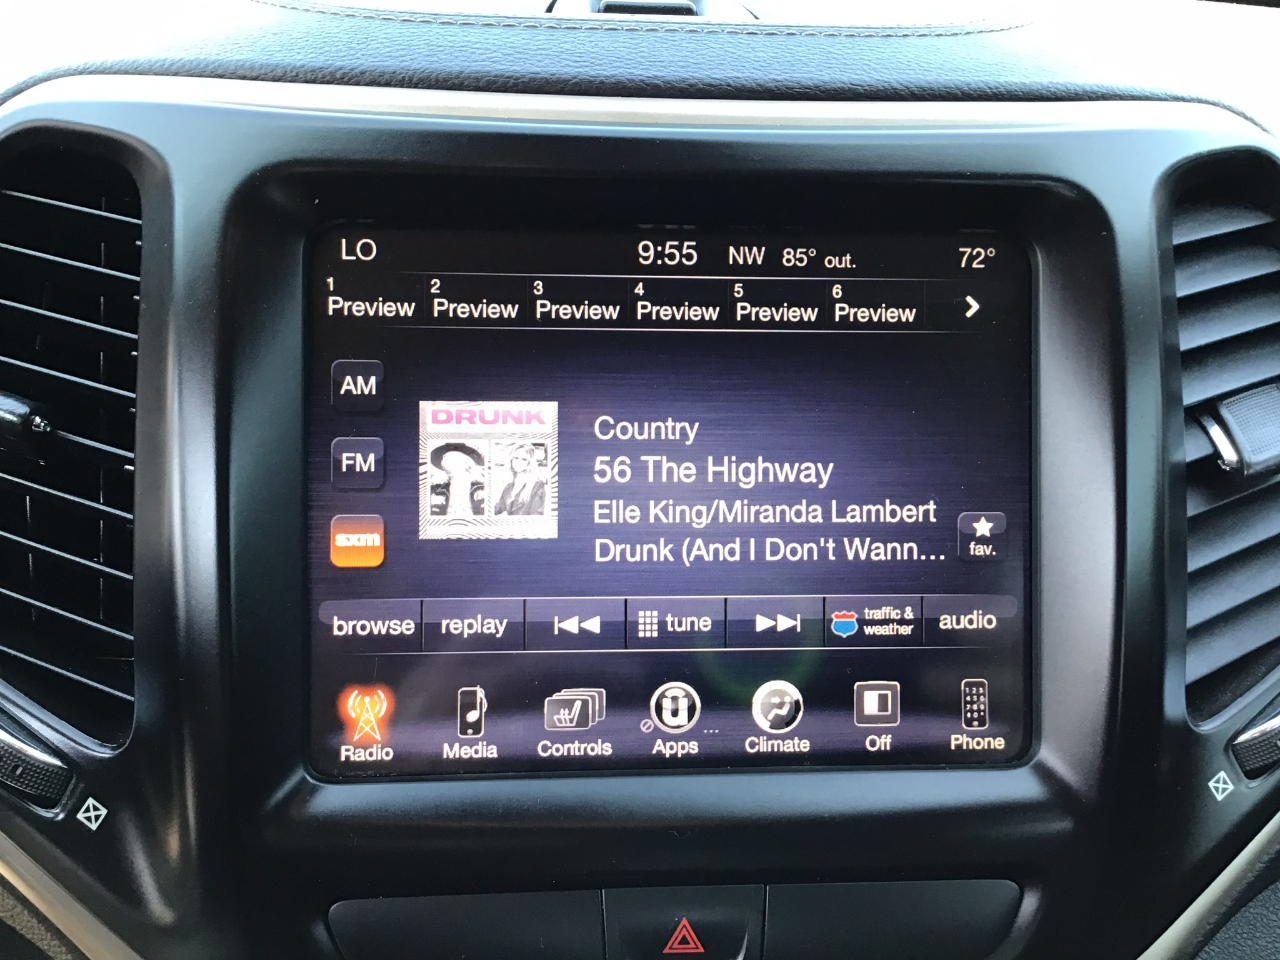 LO 9:55 NW 85° out. 72°
1 2 3 4 5 6
Preview Preview Preview Preview Preview Preview
AM
DRUNK
Country
FM
56 The Highway
Elle King/Miranda Lambert
sxm
Drunk (And I Don't Wann...
fav.
browse replay tune traffic & weather audio
Radio Media Controls Apps Climate Off Phone